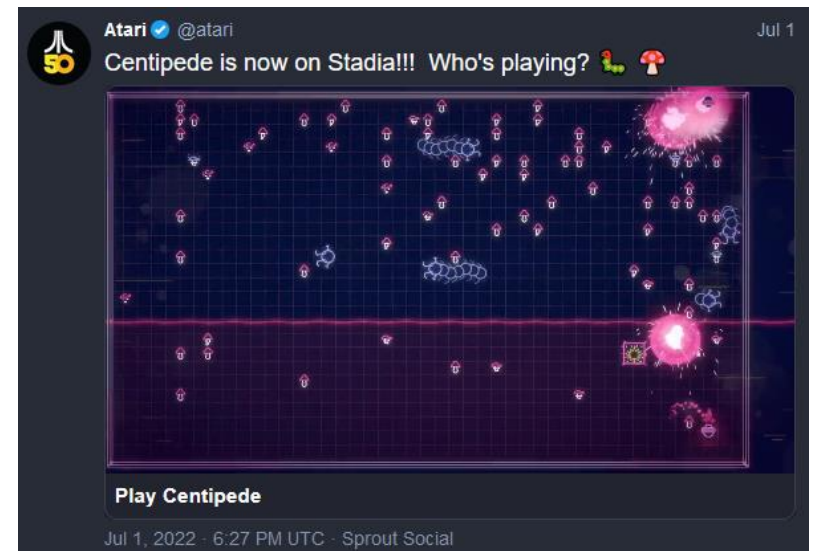 Atari @atari Jul 1
50
Centipede is now on Stadia!!! Who's playing? 🐛 🍄
Play Centipede
Jul 1, 2022 · 6:27 PM UTC · Sprout Social